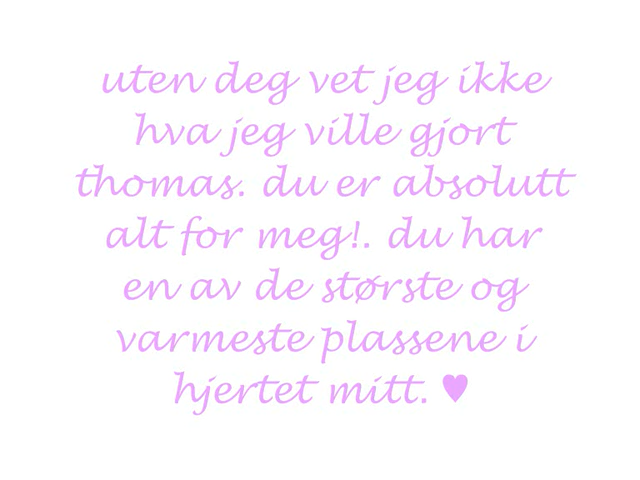 uten deg vet jeg ikke
hva jeg ville gjort
thomas. du er absolutt
alt for meg!. du har
en av de største og
varmeste plassene i
hjertet mitt. ♥